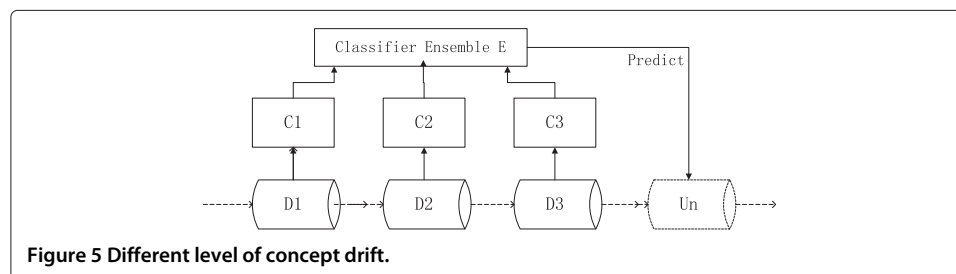 Classifier Ensemble E
Predict
C1 C2 C3
D1 D2 D3 Un
Figure 5 Different level of concept drift.